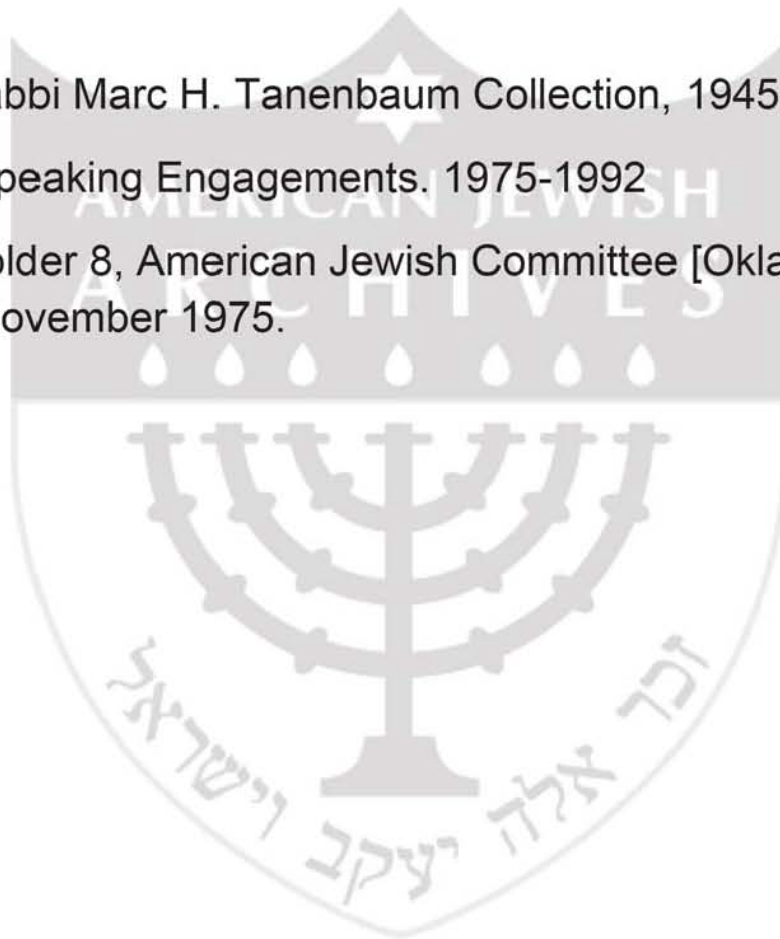 abbi Marc H. Tanenbaum Collection, 1945
peaking Engagements. 1975-1992
AMERICAN JEWISH
older 8, American Jewish Committee [Okla
ARCHIVES
ovember 1975.
זכר אלה יעקב וישראל